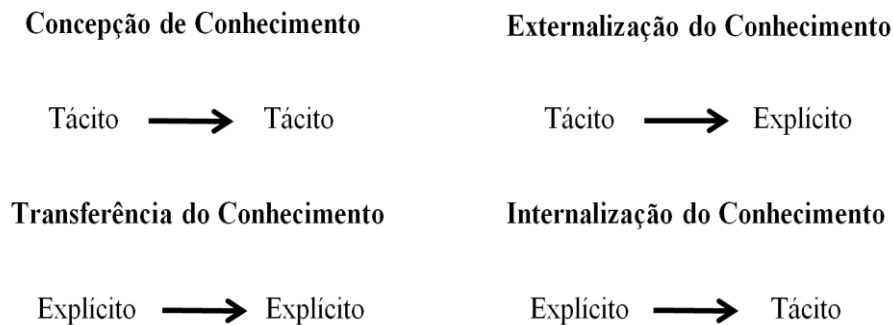 Concepção de Conhecimento
Tácito Tácito
Externalização do Conhecimento
Tácito Explícito
Transferência do Conhecimento
Explícito Explícito
Internalização do Conhecimento
Explícito Tácito